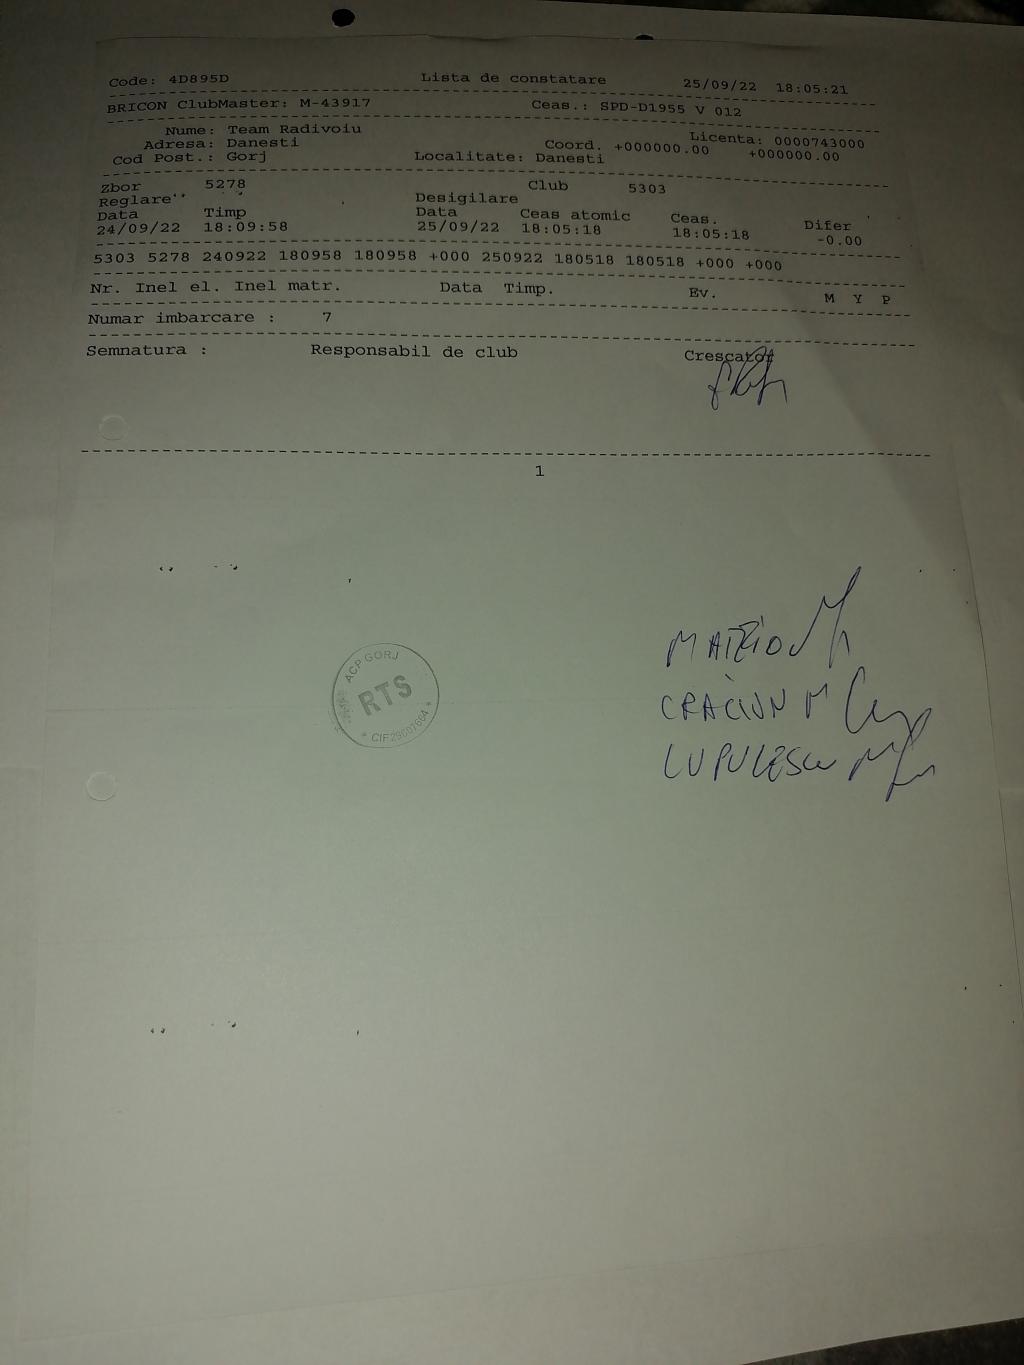 Code: 4D895D Lista de constatare 25/09/22 18:05:21
BRICON ClubMaster: M-43917 Ceas.: SPD-D1955 V 012
Nume: Team Radivoiu Licenta: 0000743000
Adresa: Danesti Coord. +000000.00 +000000.00
Cod Post.: Gorj Localitate: Danesti
Zbor 5278 Club 5303
Reglare Desigilare
Data Timp Data Ceas atomic Ceas. Difer
24/09/22 18:09:58 25/09/22 18:05:18 18:05:18 -0.00
5303 5278 240922 180958 180958 +000 250922 180518 180518 +000 +000
Nr. Inel el. Inel matr. Data Timp. Ev. M Y P
Numar imbarcare : 7
Semnatura : Responsabil de club Crescator
1
ACP GORJ
RTS
CIF29007664
CRACIUN M
LUPULESCU